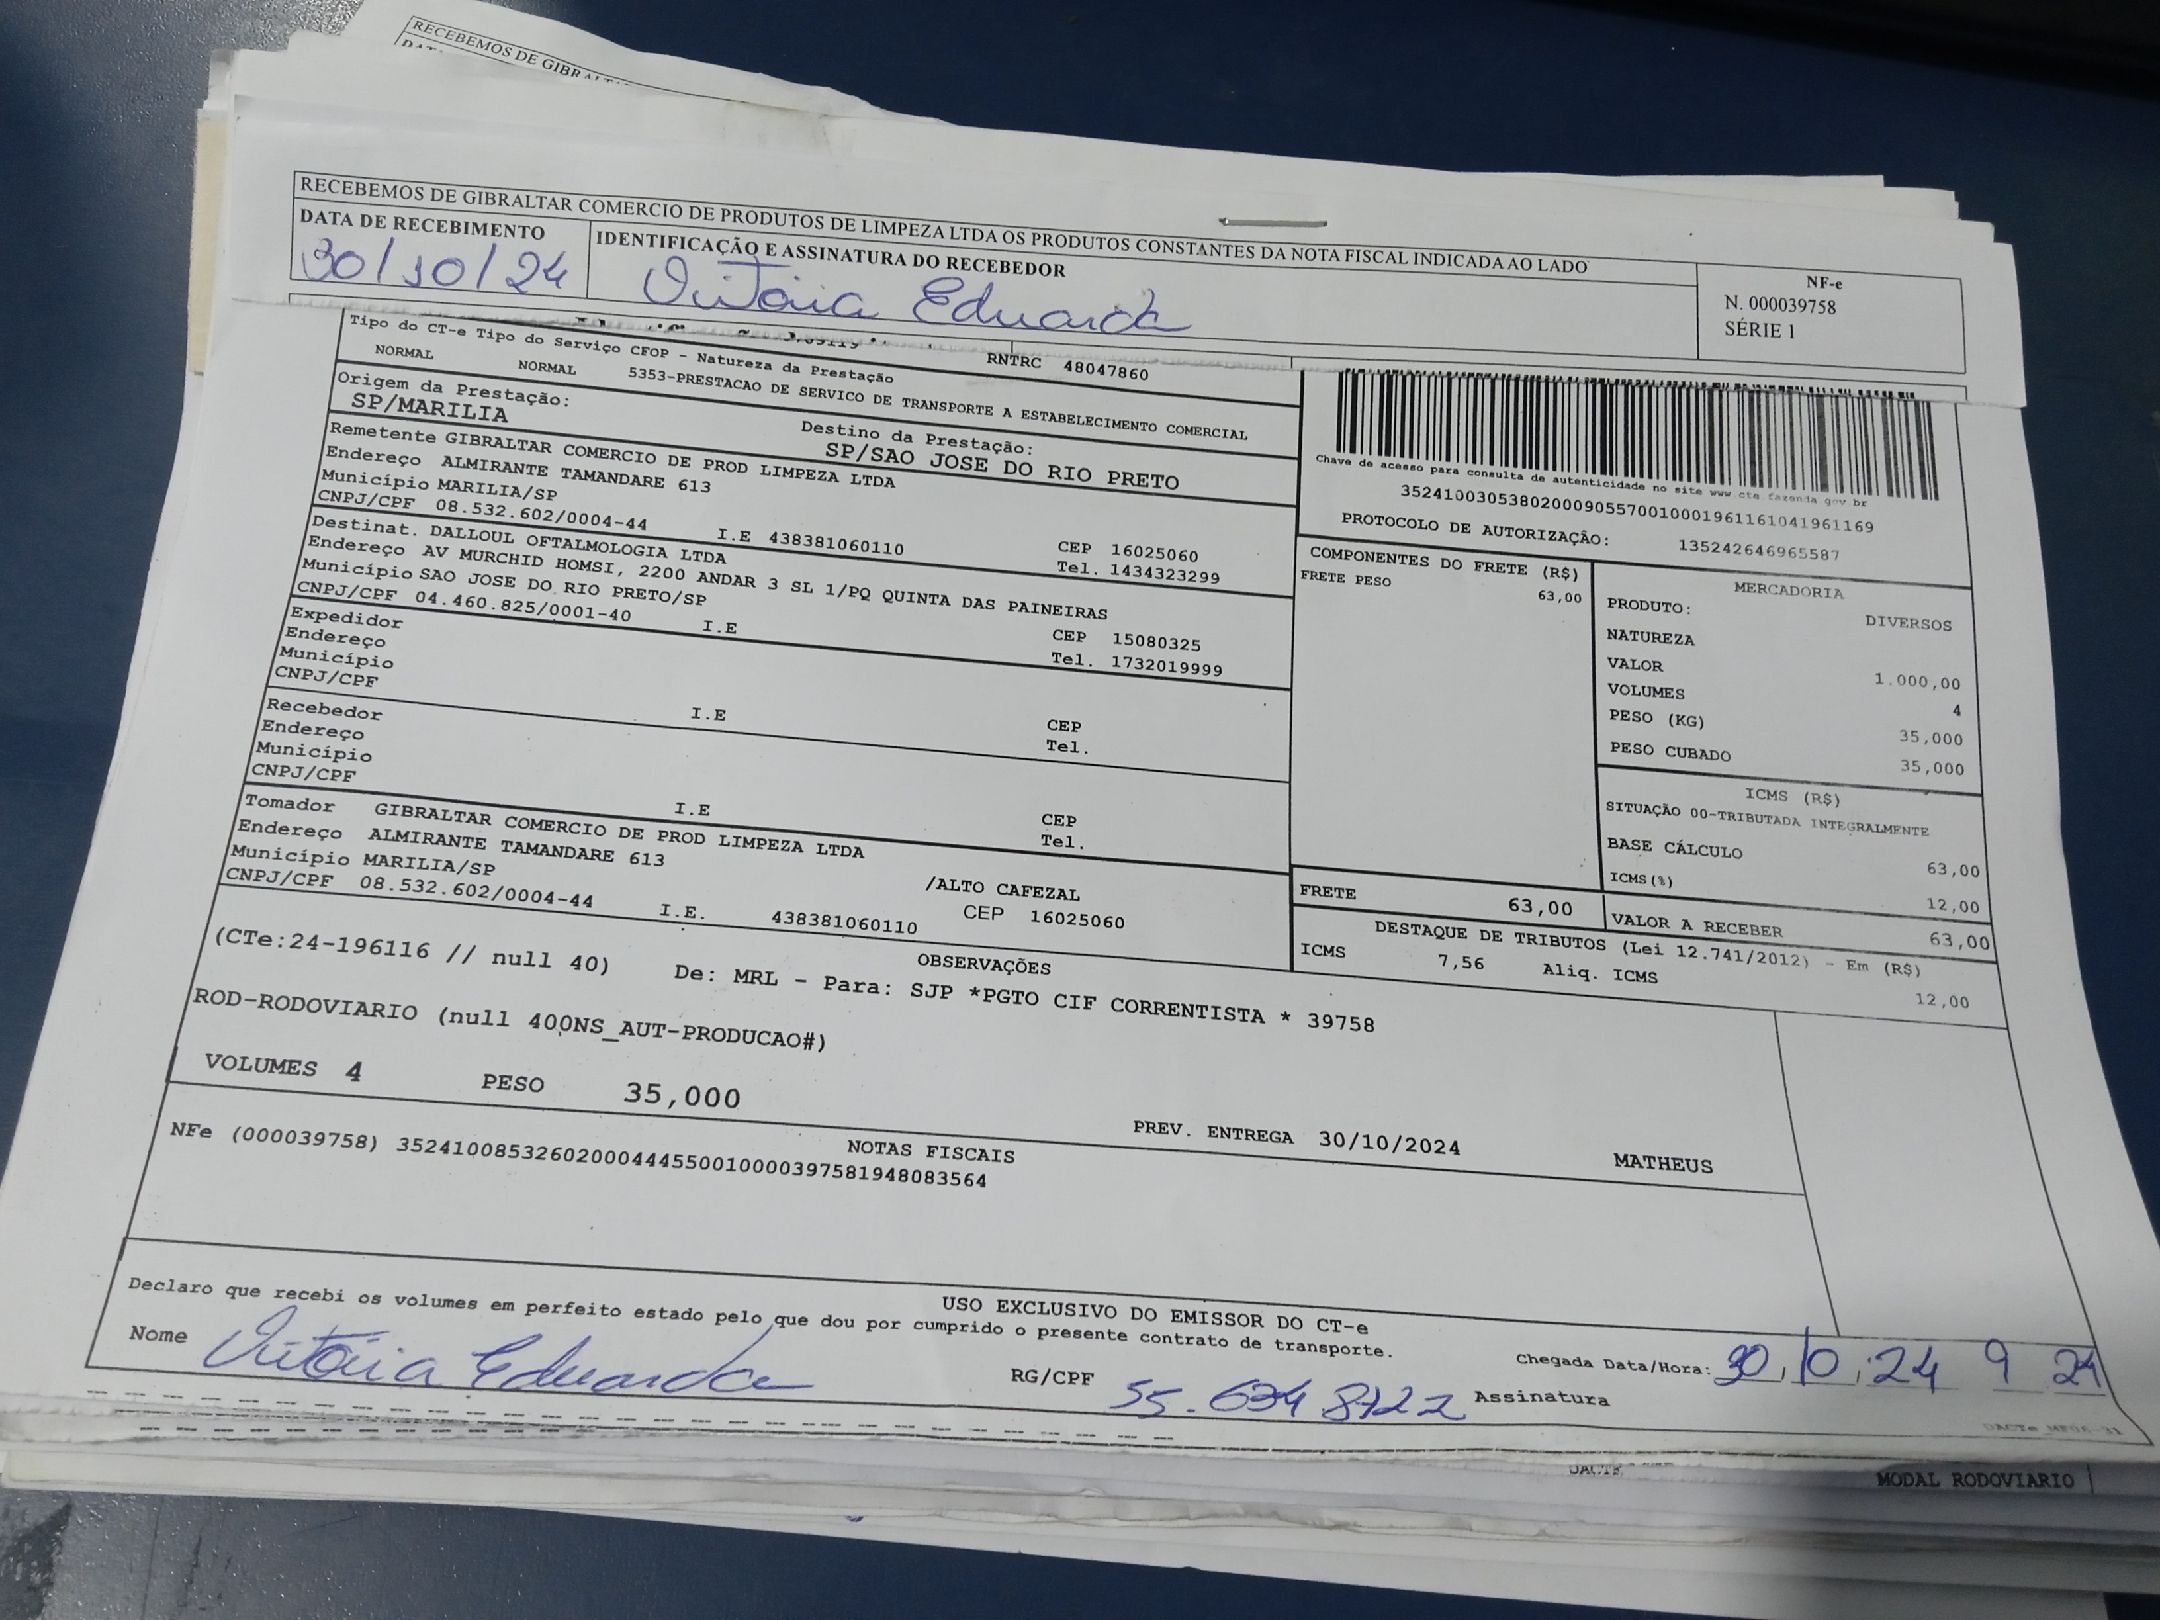 RECEBEMOS DE GIBRALTAR
RECEBEMOS DE GIBRALTAR COMERCIO DE PRODUTOS DE LIMPEZA LTDA OS PRODUTOS CONSTANTES DA NOTA FISCAL INDICADA AO LADO
DATA DE RECEBIMENTO
30/10/24
IDENTIFICAÇÃO E ASSINATURA DO RECEBEDOR
Vitória Eduarda
NF-e
N. 000039758
SÉRIE 1
Tipo do CT-e Tipo do Serviço CFOP - Natureza da Prestação
NORMAL NORMAL 5353-PRESTACAO DE SERVICO DE TRANSPORTE A ESTABELECIMENTO COMERCIAL
RNTRC 48047860
Origem da Prestação:
SP/MARILIA
Destino da Prestação:
SP/SAO JOSE DO RIO PRETO
Remetente GIBRALTAR COMERCIO DE PROD LIMPEZA LTDA
Endereço ALMIRANTE TAMANDARE 613
Município MARILIA/SP
CEP 16025060
CNPJ/CPF 08.532.602/0004-44 I.E 438381060110
Tel. 1434323299
Destinat. DALLOUL OFTALMOLOGIA LTDA
Endereço AV MURCHID HOMSI, 2200 ANDAR 3 SL 1/PQ QUINTA DAS PAINEIRAS
Município SAO JOSE DO RIO PRETO/SP
CEP 15080325
CNPJ/CPF 04.460.825/0001-40 I.E
Tel. 1732019999
Expedidor
Endereço
Município
CEP
CNPJ/CPF I.E
Tel.
Recebedor
Endereço
Município
CEP
CNPJ/CPF I.E
Tel.
Tomador GIBRALTAR COMERCIO DE PROD LIMPEZA LTDA
Endereço ALMIRANTE TAMANDARE 613
/ALTO CAFEZAL
Município MARILIA/SP
CEP 16025060
CNPJ/CPF 08.532.602/0004-44 I.E. 438381060110
Chave de acesso para consulta de autenticidade no site www.cte.fazenda.gov.br
35241003053802000905570010001961161041961169
PROTOCOLO DE AUTORIZAÇÃO: 135242646965587
COMPONENTES DO FRETE (R$)
FRETE PESO 63,00
MERCADORIA
PRODUTO: DIVERSOS
NATUREZA
VALOR 1.000,00
VOLUMES 4
PESO (KG) 35,000
PESO CUBADO 35,000
ICMS (R$)
SITUAÇÃO 00-TRIBUTADA INTEGRALMENTE
BASE CÁLCULO 63,00
ICMS(%) 12,00
FRETE 63,00
VALOR A RECEBER 63,00
DESTAQUE DE TRIBUTOS (Lei 12.741/2012) - Em (R$)
ICMS 7,56 Aliq. ICMS 12,00
OBSERVAÇÕES
(CTe:24-196116 // null 40) De: MRL - Para: SJP *PGTO CIF CORRENTISTA * 39758
ROD-RODOVIARIO (null 400NS_AUT-PRODUCAO#)
VOLUMES 4 PESO 35,000
PREV. ENTREGA 30/10/2024 MATHEUS
NOTAS FISCAIS
NFe (000039758) 35241008532602000444550010000397581948083564
USO EXCLUSIVO DO EMISSOR DO CT-e
Declaro que recebi os volumes em perfeito estado pelo que dou por cumprido o presente contrato de transporte.
Nome Vitória Eduarda
RG/CPF
Assinatura
Chegada Data/Hora: 30 10 24 9 24
DACTE
MODAL RODOVIARIO